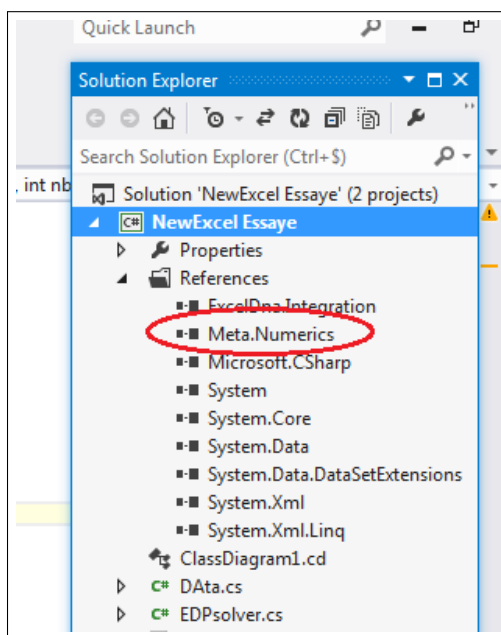 Quick Launch
Solution Explorer
Search Solution Explorer (Ctrl+$)
, int nb
Solution 'NewExcel Essaye' (2 projects)
C# NewExcel Essaye
Properties
References
ExcelDna.Integration
Meta.Numerics
Microsoft.CSharp
System
System.Core
System.Data
System.Data.DataSetExtensions
System.Xml
System.Xml.Linq
ClassDiagram1.cd
C# DAta.cs
C# EDPsolver.cs